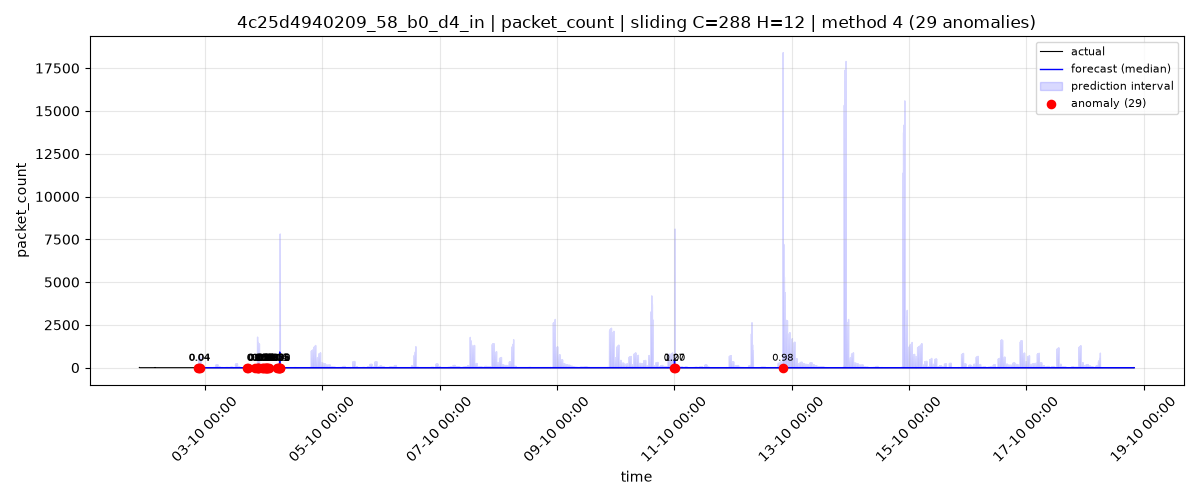 4c25d4940209_58_b0_d4_in | packet_count | sliding C=288 H=12 | method 4 (29 anomalies)
actual
forecast (median)
prediction interval
anomaly (29)
packet_count
17500
15000
12500
10000
7500
5000
2500
0
0.04
0.98
03-10 00:00
05-10 00:00
07-10 00:00
09-10 00:00
11-10 00:00
13-10 00:00
15-10 00:00
17-10 00:00
19-10 00:00
time